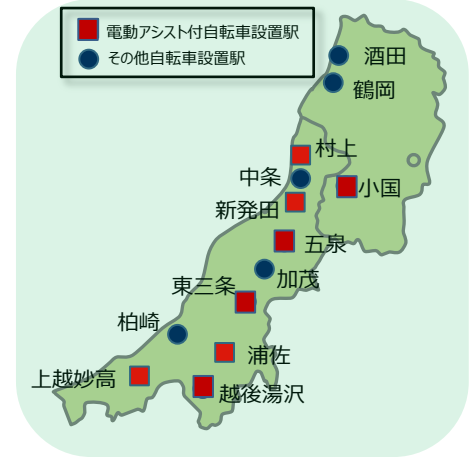 電動アシスト付自転車設置駅
その他自転車設置駅
酒田
鶴岡
村上
中条
小国
新発田
五泉
加茂
東三条
柏崎
浦佐
上越妙高
越後湯沢